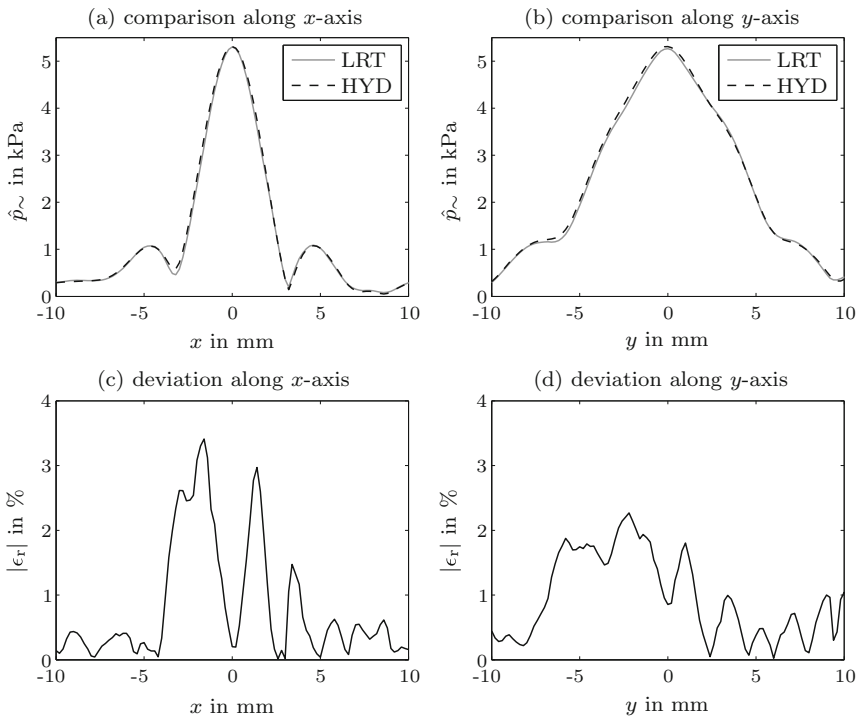 (a) comparison along x-axis
5
4
3
2
1
0
p̂~ in kPa
LRT
HYD
-10
-5
0
5
10
x in mm
(b) comparison along y-axis
5
4
3
2
1
0
p̂~ in kPa
LRT
HYD
-10
-5
0
5
10
y in mm
(c) deviation along x-axis
4
3
2
1
0
|ϵr| in %
-10
-5
0
5
10
x in mm
(d) deviation along y-axis
4
3
2
1
0
|ϵr| in %
-10
-5
0
5
10
y in mm